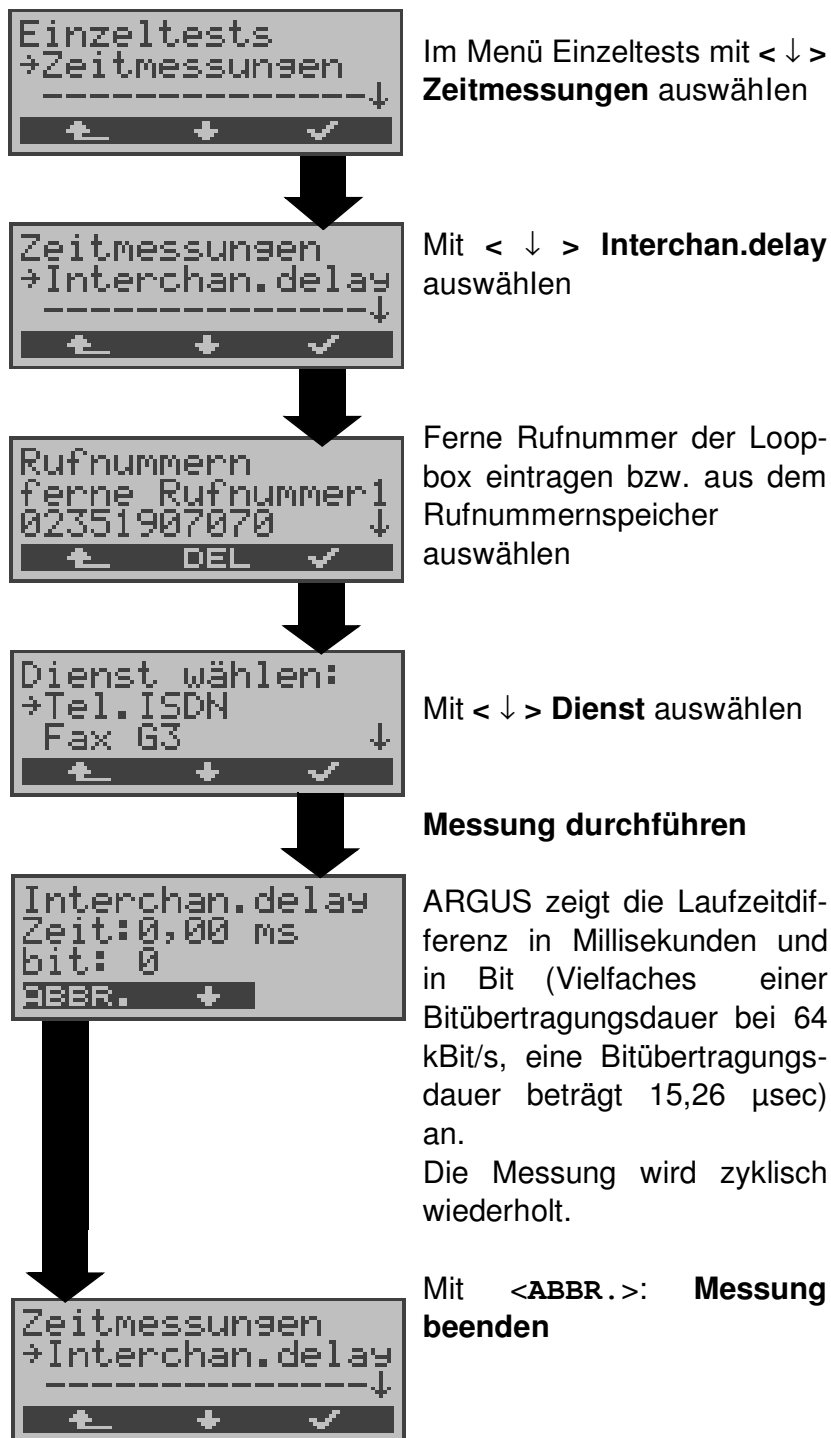 Einzeltests
→Zeitmessungen
---------------↓
Im Menü Einzeltests mit < ↓ >
Zeitmessungen auswählen
Zeitmessungen
→Interchan.delay
---------------↓
Mit < ↓ > Interchan.delay
auswählen
Rufnummern
ferne Rufnummer1
02351907070 ↓
DEL
Ferne Rufnummer der Loop-
box eintragen bzw. aus dem
Rufnummernspeicher
auswählen
Dienst wählen:
→Tel.ISDN
Fax G3 ↓
Mit < ↓ > Dienst auswählen
Messung durchführen
Interchan.delay
Zeit:0,00 ms
bit: 0
ABBR.
ARGUS zeigt die Laufzeitdif-
ferenz in Millisekunden und
in Bit (Vielfaches einer
Bitübertragungsdauer bei 64
kBit/s, eine Bitübertragungs-
dauer beträgt 15,26 µsec)
an.
Die Messung wird zyklisch
wiederholt.
Mit <ABBR.>: Messung
beenden
Zeitmessungen
→Interchan.delay
---------------↓